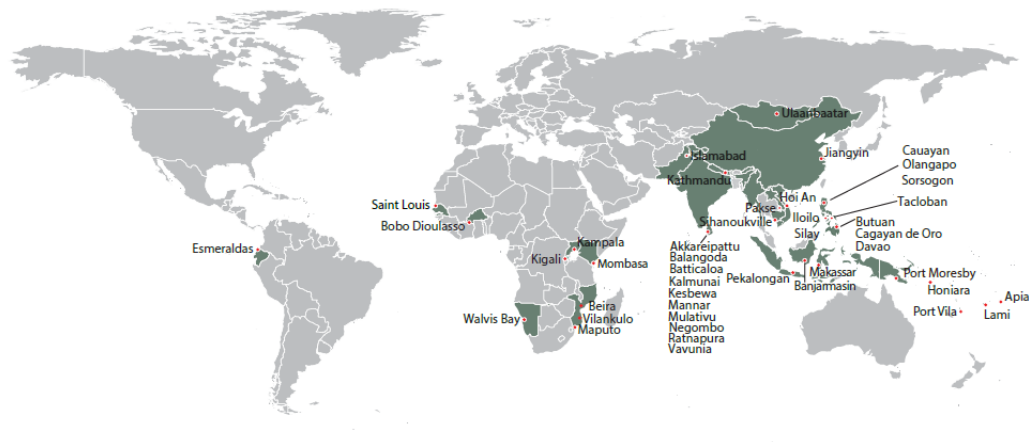 Ulaanbaatar
Jiangyin
Islamabad
Kathmandu
Cauayan
Olangapo
Sorsogon
Tacloban
Hoi An
Pakse
Sihanoukville
Iloilo
Silay
Butuan
Cagayan de Oro
Davao
Saint Louis
Bobo Dioulasso
Esmeraldas
Kampala
Kigali
Mombasa
Akkareipattu
Balangoda
Batticaloa
Kalmunai
Kesbewa
Mannar
Mulativu
Negombo
Ratnapura
Vavunia
Pekalongan
Makassar
Banjarmasin
Port Moresby
Honiara
Apia
Port Vila
Lami
Beira
Vilankulo
Maputo
Walvis Bay